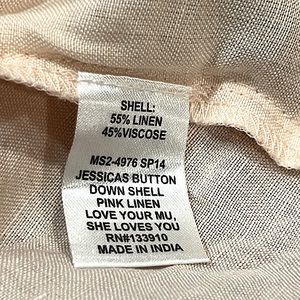 SHELL:
55% LINEN
45%VISCOSE
MS2-4976 SP14
JESSICAS BUTTON
DOWN SHELL
PINK LINEN
LOVE YOUR MU,
SHE LOVES YOU
RN#133910
MADE IN INDIA